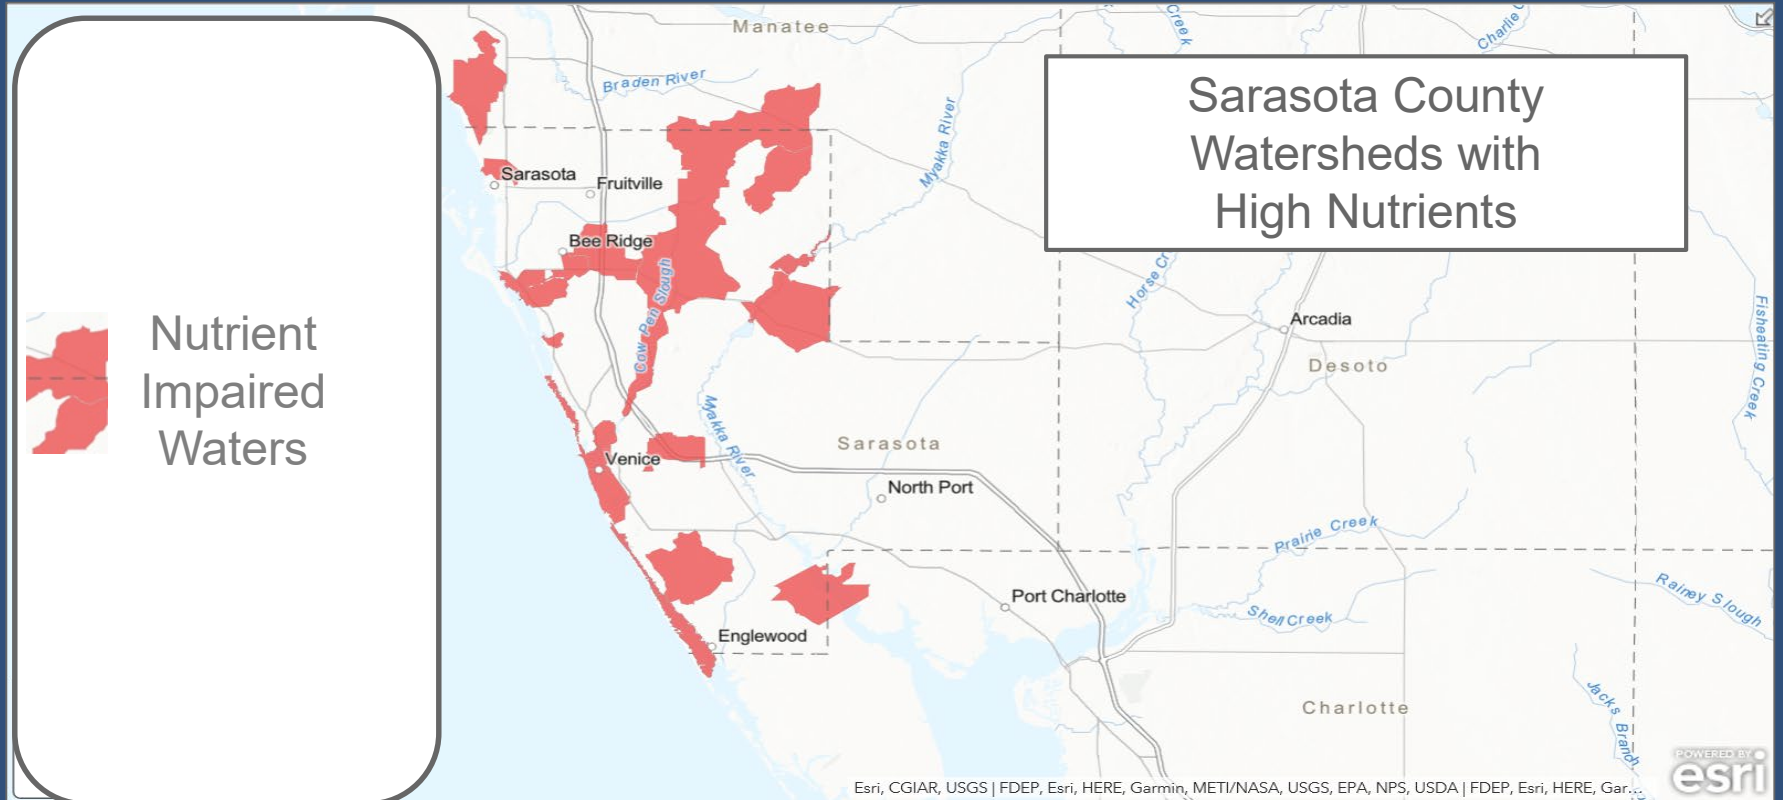 Nutrient
Impaired
Waters
Sarasota County
Watersheds with
High Nutrients
Manatee
Braden River
Creek
Charlie C
Myakka River
Sarasota
Fruitville
Bee Ridge
Cow Pen Slough
Horse Cr
Arcadia
Desoto
Fisheating Creek
Myakka River
Sarasota
Venice
North Port
Prairie Creek
Port Charlotte
Shell Creek
Rainey Slough
Englewood
Jacks Branch
Charlotte
POWERED BY
esri
Esri, CGIAR, USGS | FDEP, Esri, HERE, Garmin, METI/NASA, USGS, EPA, NPS, USDA | FDEP, Esri, HERE, Gar...